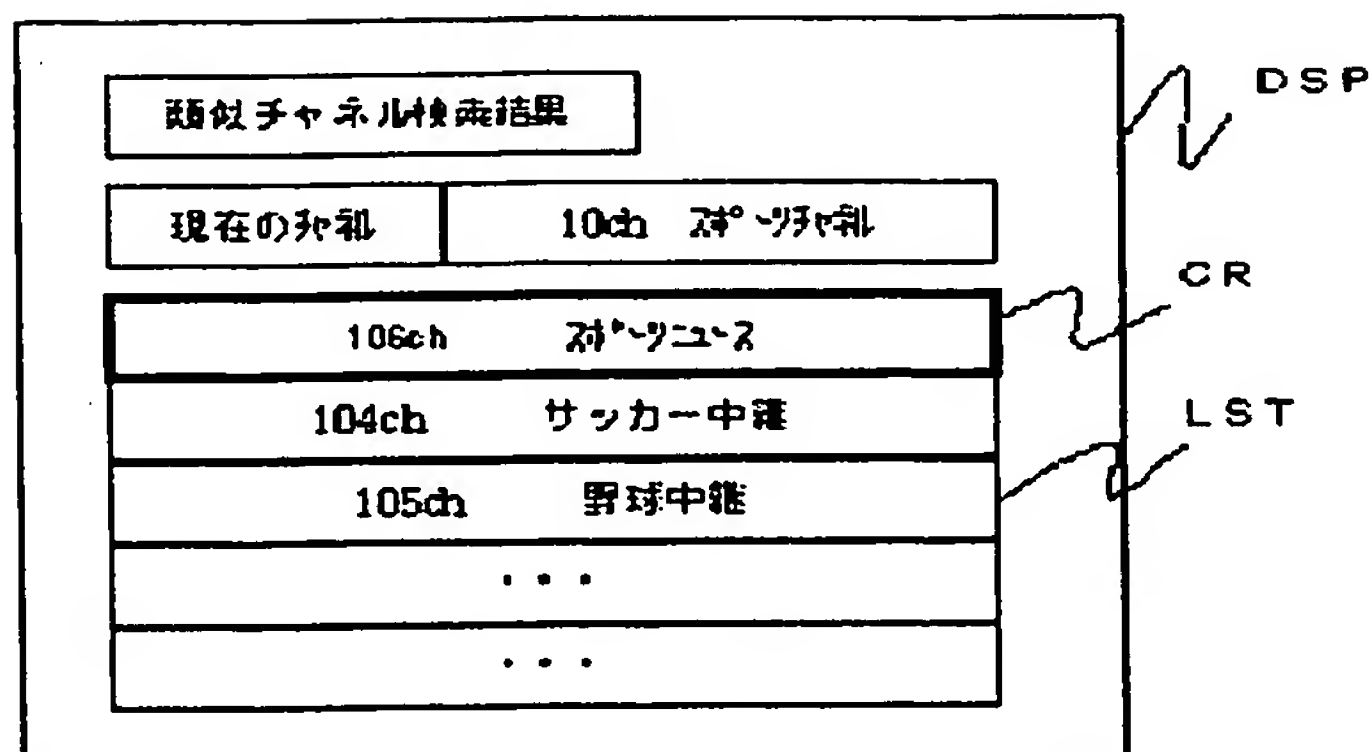 類似チャネル検索結果
DSP
現在のﾁｬﾈﾙ 10ch ｽﾎﾟｰﾂﾁｬﾈﾙ
CR
106ch ｽﾎﾟｰﾂﾆｭｰｽ
104ch サッカー中継
LST
105ch 野球中継
・・・
・・・